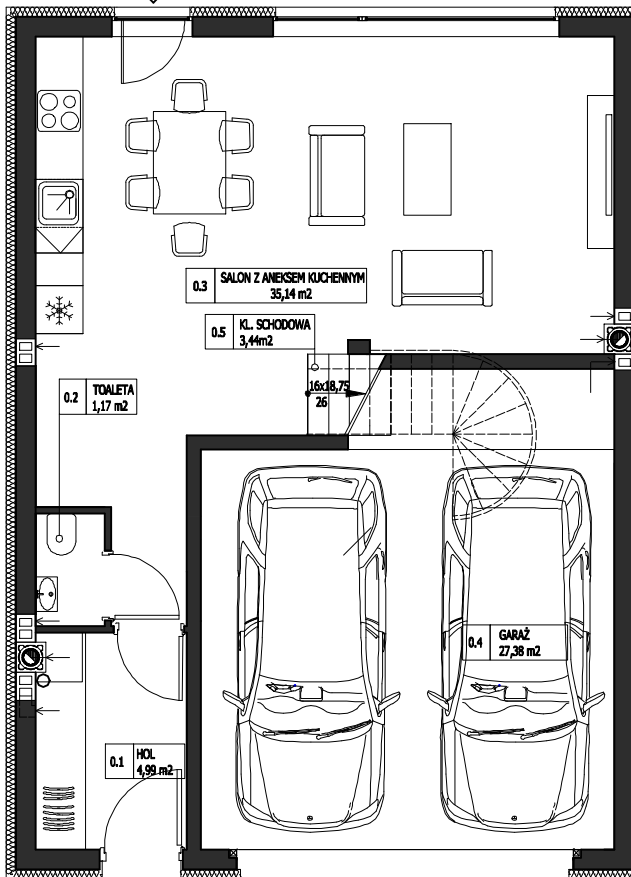 0.3 SALON Z ANEKSEM KUCHENNYM
35,14 m2
0.5 KL. SCHODOWA
3,44m2
16x18,75
26
0.2 TOALETA
1,17 m2
0.4 GARAŻ
27,38 m2
0.1 HOL
4,99 m2